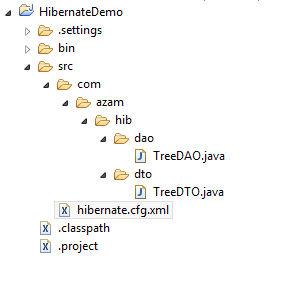 HibernateDemo
.settings
bin
src
com
azam
hib
dao
TreeDAO.java
dto
TreeDTO.java
hibernate.cfg.xml
.classpath
.project